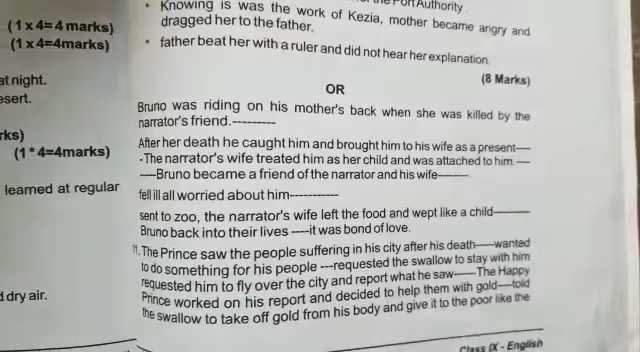 Port Authority
• Knowing is was the work of Kezia, mother became angry and
dragged her to the father.
• father beat her with a ruler and did not hear her explanation.
(8 Marks)
OR
Bruno was riding on his mother's back when she was killed by the
narrator's friend.---------
After her death he caught him and brought him to his wife as a present—
-The narrator's wife treated him as her child and was attached to him.—
—Bruno became a friend of the narrator and his wife——
fell ill all worried about him-----------
sent to zoo, the narrator's wife left the food and wept like a child——
Bruno back into their lives ----it was bond of love.
11. The Prince saw the people suffering in his city after his death——wanted
to do something for his people ---requested the swallow to stay with him
requested him to fly over the city and report what he saw——The Happy
Prince worked on his report and decided to help them with gold—told
the swallow to take off gold from his body and give it to the poor like the
Class IX - English
(1 x 4= 4 marks)
(1 x 4=4marks)
at night.
esert.
rks)
(1 * 4=4marks)
learned at regular
d dry air.